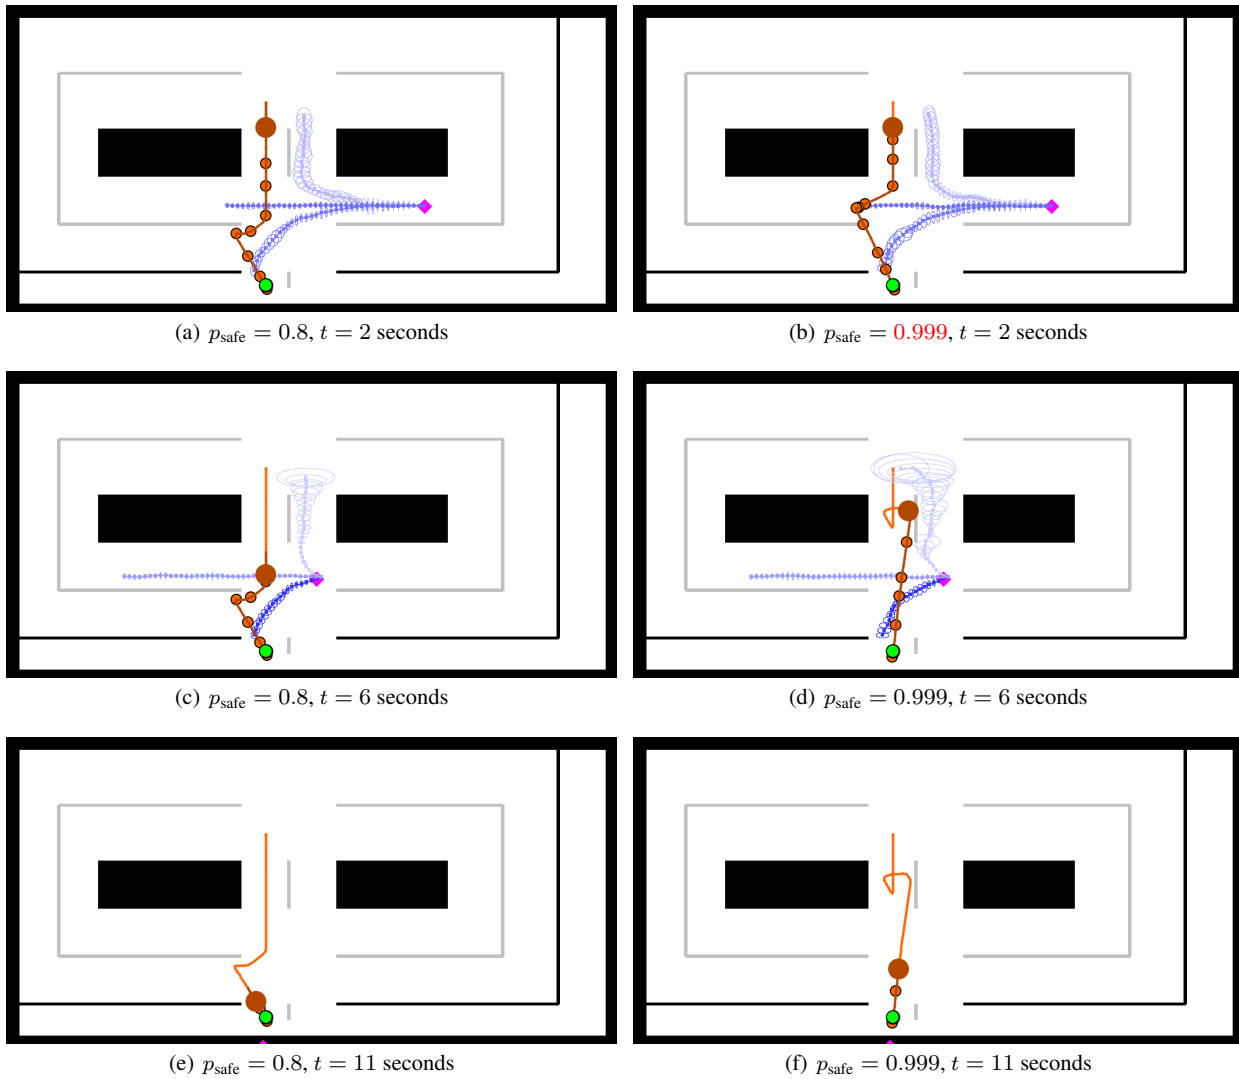 (a) p_safe = 0.8, t = 2 seconds
(b) p_safe = 0.999, t = 2 seconds
(c) p_safe = 0.8, t = 6 seconds
(d) p_safe = 0.999, t = 6 seconds
(e) p_safe = 0.8, t = 11 seconds
(f) p_safe = 0.999, t = 11 seconds